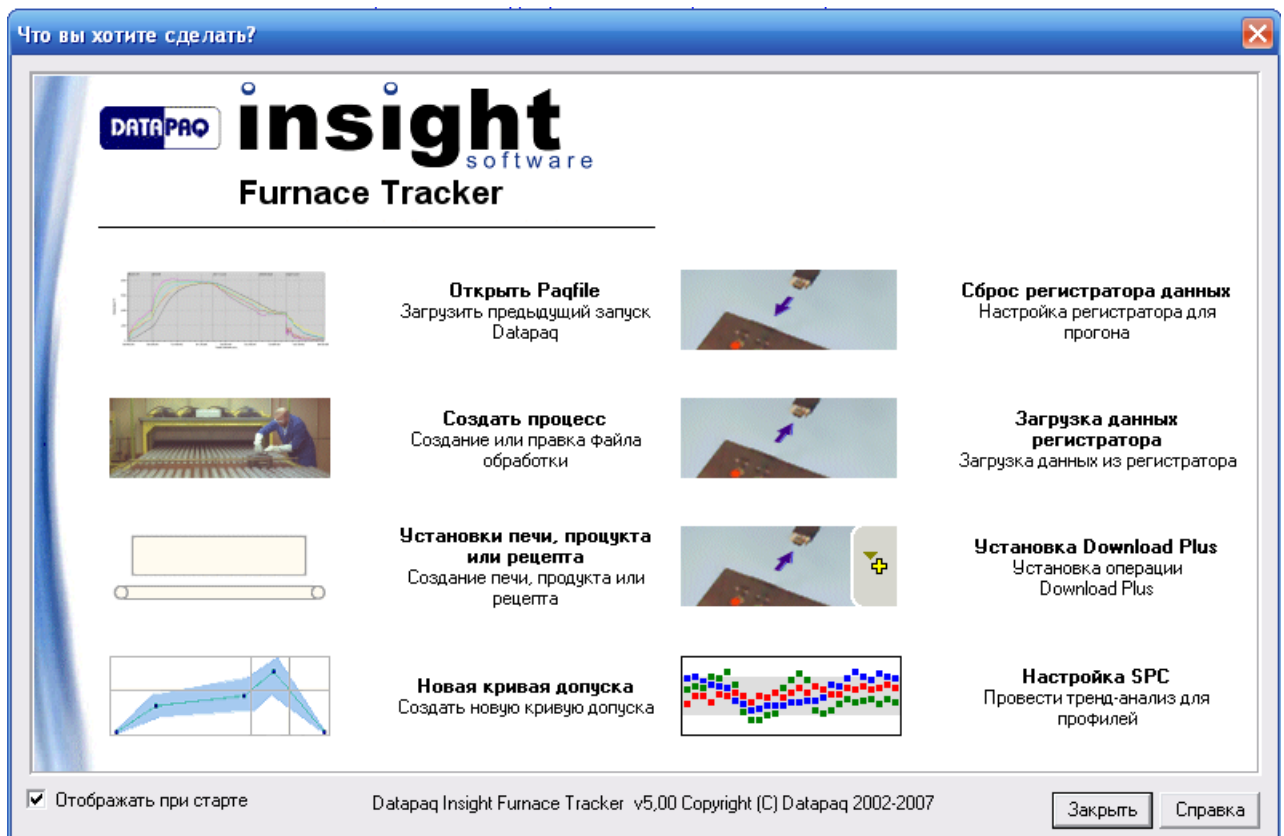 Что вы хотите сделать?
DATAPAQ
insight
software
Furnace Tracker
Открыть Paqfile
Загрузить предыдущий запуск
Datapaq
Сброс регистратора данных
Настройка регистратора для
прогона
Создать процесс
Создание или правка файла
обработки
Загрузка данных
регистратора
Загрузка данных из регистратора
Установки печи, процукта
или рецепта
Создание печи, продукта или
рецепта
Установка Download Plus
Установка операции
Download Plus
Новая кривая допуска
Создать новую кривую допуска
Настройка SPC
Провести тренд-анализ для
профилей
Отображать при старте
Datapaq Insight Furnace Tracker v5,00 Copyright (C) Datapaq 2002-2007
Закрыть
Справка